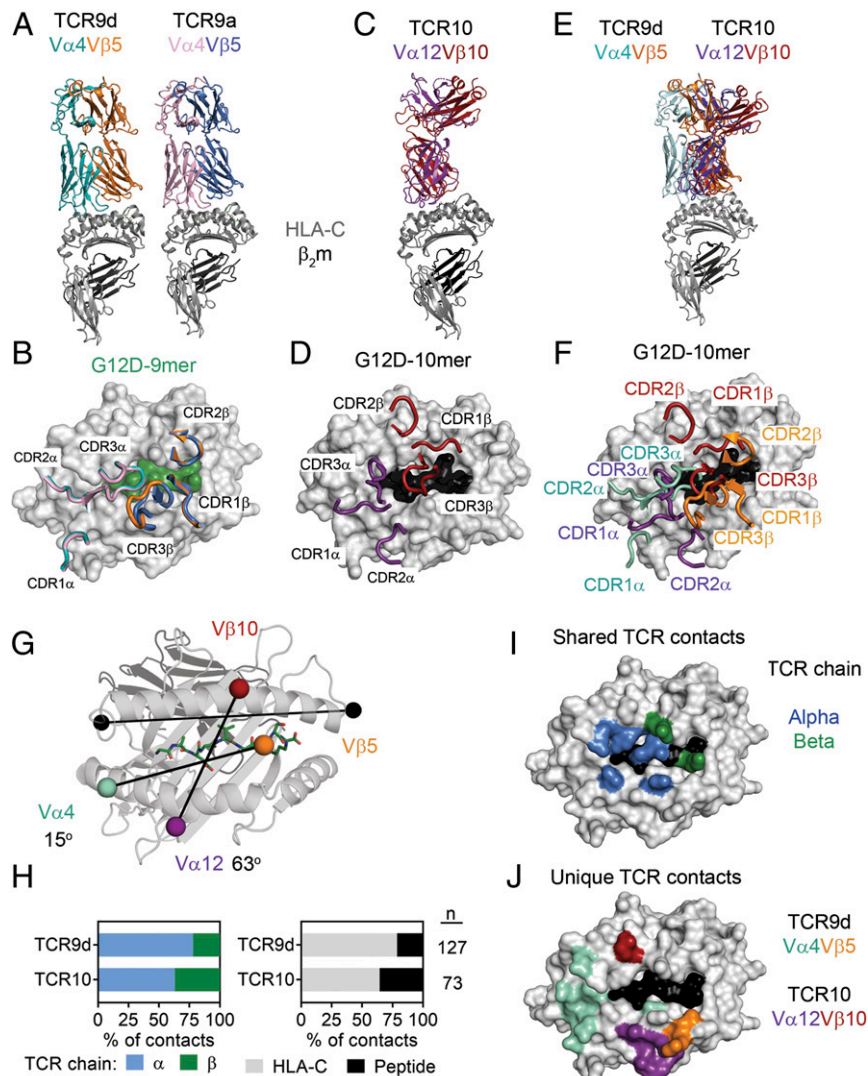 A
TCR9d
Vα4Vβ5
TCR9a
Vα4Vβ5
HLA-C
β₂m
C
TCR10
Vα12Vβ10
E
TCR9d
Vα4Vβ5
TCR10
Vα12Vβ10
B
G12D-9mer
CDR2β
CDR3α
CDR2α
CDR1β
CDR3β
CDR1α
D
G12D-10mer
CDR2β
CDR1β
CDR3α
CDR3β
CDR1α
CDR2α
F
G12D-10mer
CDR2β
CDR1β
CDR2β
CDR3α
CDR3α
CDR2α
CDR3β
CDR1α
CDR1β
CDR3β
CDR1α
CDR2α
G
Vβ10
Vβ5
Vα4
15°
Vα12 63°
H
n
TCR9d
TCR9d
127
TCR10
TCR10
73
0 25 50 75 100
% of contacts
0 25 50 75 100
% of contacts
TCR chain: α β
HLA-C Peptide
I
Shared TCR contacts
TCR chain
Alpha
Beta
J
Unique TCR contacts
TCR9d
Vα4Vβ5
TCR10
Vα12Vβ10